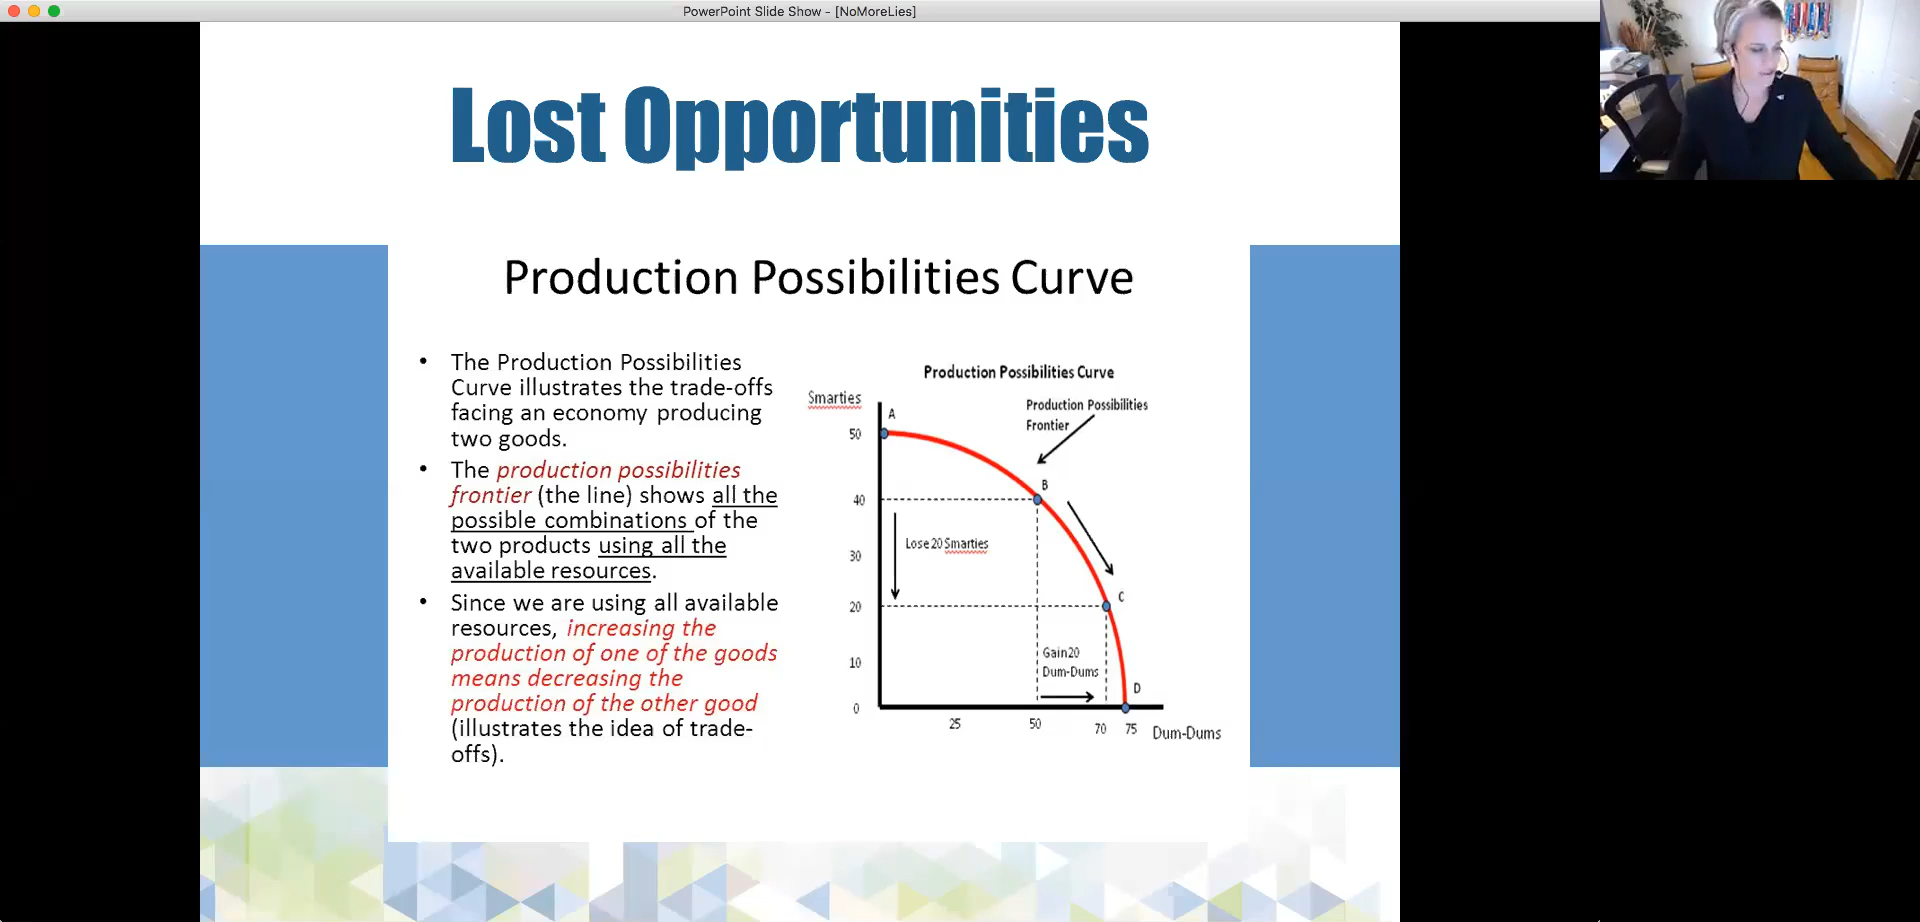 PowerPoint Slide Show - [NoMoreLies]
Lost Opportunities
Production Possibilities Curve
• The Production Possibilities
Curve illustrates the trade-offs
facing an economy producing
two goods.
• The production possibilities
frontier (the line) shows all the
possible combinations of the
two products using all the
available resources.
• Since we are using all available
resources, increasing the
production of one of the goods
means decreasing the
production of the other good
(illustrates the idea of trade-
offs).
Production Possibilities Curve
Smarties
Production Possibilities
Frontier
A
50
B
40
Lose 20 Smarties
30
C
20
Gain20
Dum-Dums
10
D
0
25
50
70
75
Dum-Dums